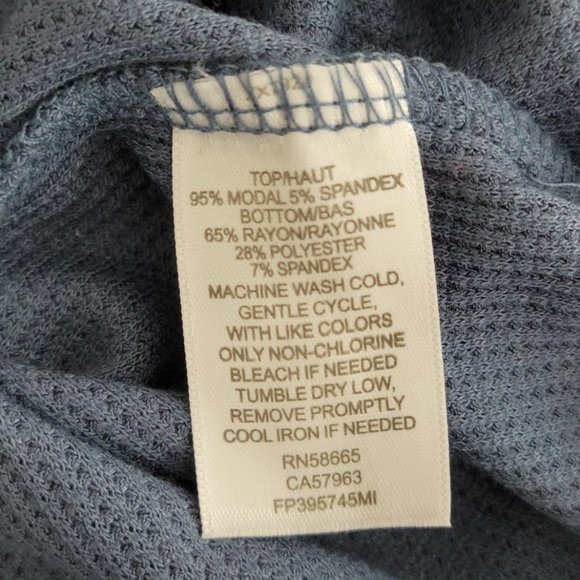 TOP/HAUT
95% MODAL 5% SPANDEX
BOTTOM/BAS
65% RAYON/RAYONNE
28% POLYESTER
7% SPANDEX
MACHINE WASH COLD,
GENTLE CYCLE,
WITH LIKE COLORS
ONLY NON-CHLORINE
BLEACH IF NEEDED
TUMBLE DRY LOW,
REMOVE PROMPTLY
COOL IRON IF NEEDED
RN58665
CA57963
FP395745MI